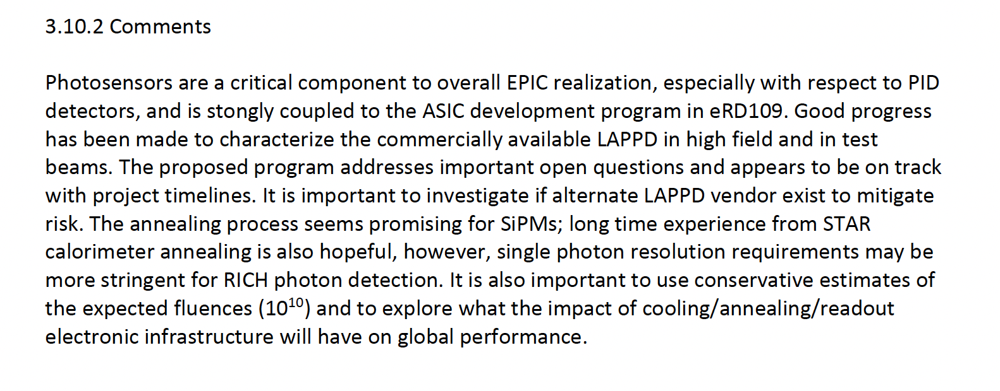 3.10.2 Comments
Photosensors are a critical component to overall EPIC realization, especially with respect to PID
detectors, and is stongly coupled to the ASIC development program in eRD109. Good progress
has been made to characterize the commercially available LAPPD in high field and in test
beams. The proposed program addresses important open questions and appears to be on track
with project timelines. It is important to investigate if alternate LAPPD vendor exist to mitigate
risk. The annealing process seems promising for SiPMs; long time experience from STAR
calorimeter annealing is also hopeful, however, single photon resolution requirements may be
more stringent for RICH photon detection. It is also important to use conservative estimates of
the expected fluences (10¹⁰) and to explore what the impact of cooling/annealing/readout
electronic infrastructure will have on global performance.